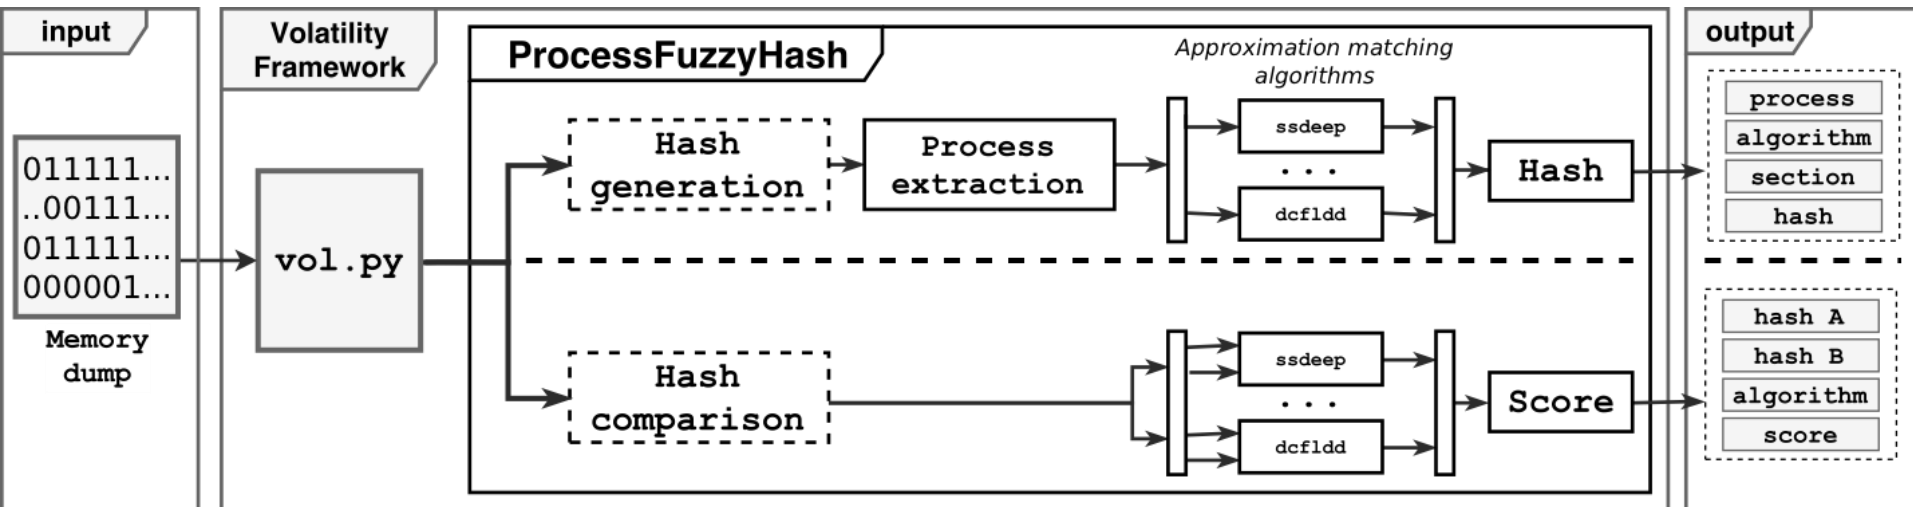 input
011111...
..00111...
011111...
000001...
Memory
dump
Volatility
Framework
vol.py
ProcessFuzzyHash
Approximation matching
algorithms
Hash
generation
Process
extraction
ssdeep
...
dcfldd
Hash
Hash
comparison
ssdeep
...
dcfldd
Score
output
process
algorithm
section
hash
hash A
hash B
algorithm
score